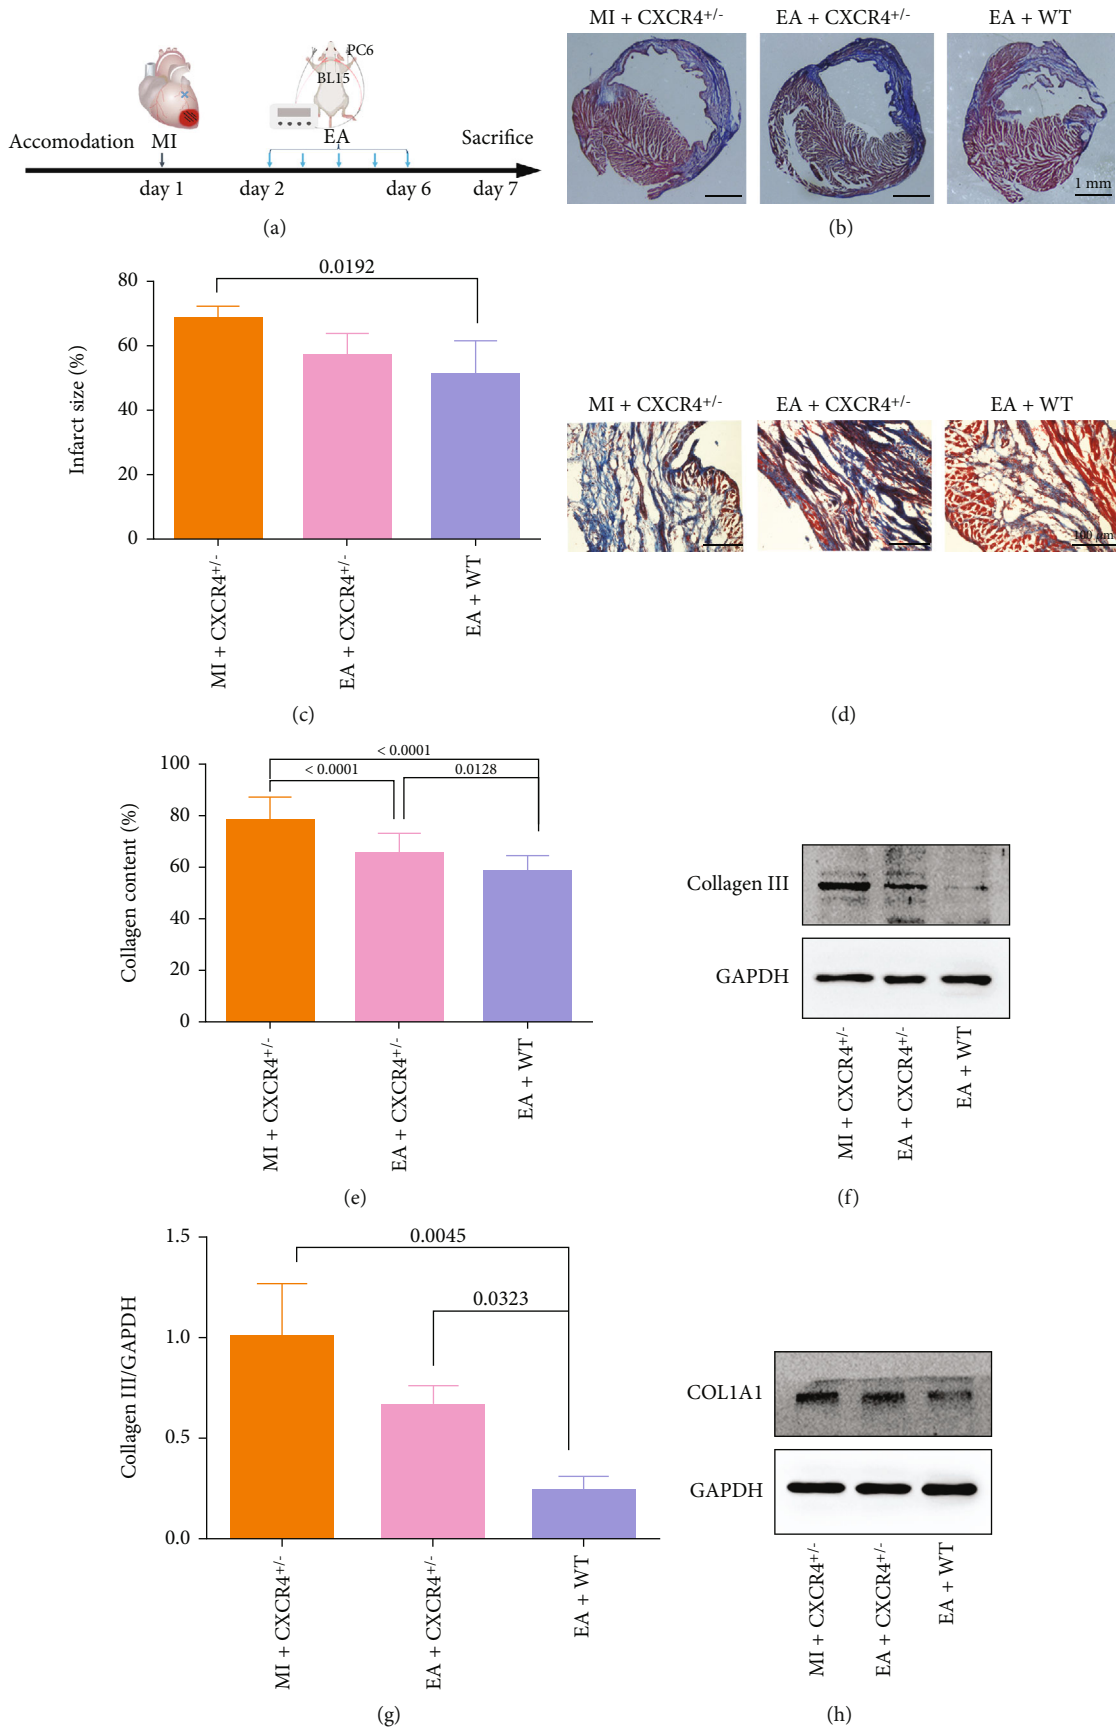 PC6
BL15
EA
Accomodation MI Sacrifice
day 1 day 2 day 6 day 7
(a)
MI + CXCR4+/- EA + CXCR4+/- EA + WT
1 mm
(b)
0.0192
80
60
40
20
0
Infarct size (%)
MI + CXCR4+/-
EA + CXCR4+/-
EA + WT
(c)
MI + CXCR4+/- EA + CXCR4+/- EA + WT
100 μm
(d)
< 0.0001
< 0.0001 0.0128
100
80
60
40
20
0
Collagen content (%)
MI + CXCR4+/-
EA + CXCR4+/-
EA + WT
(e)
Collagen III
GAPDH
MI + CXCR4+/-
EA + CXCR4+/-
EA + WT
(f)
0.0045
0.0323
1.5
1.0
0.5
0.0
Collagen III/GAPDH
MI + CXCR4+/-
EA + CXCR4+/-
EA + WT
(g)
COL1A1
GAPDH
MI + CXCR4+/-
EA + CXCR4+/-
EA + WT
(h)